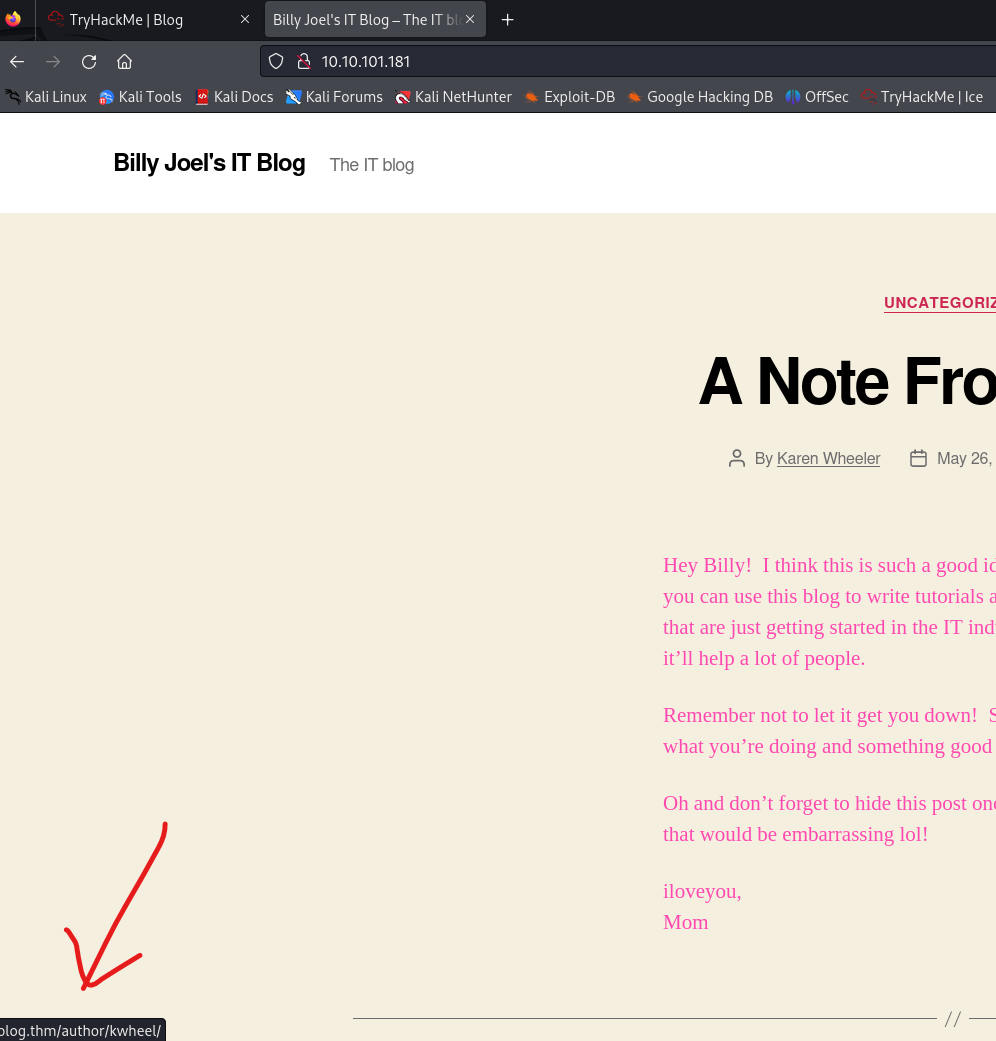 TryHackMe | Blog
Billy Joel's IT Blog – The IT bl
10.10.101.181
Kali Linux Kali Tools Kali Docs Kali Forums Kali NetHunter Exploit-DB Google Hacking DB OffSec TryHackMe | Ice
Billy Joel's IT Blog The IT blog
UNCATEGORIZ
A Note Fro
By Karen Wheeler May 26,
Hey Billy!  I think this is such a good id
you can use this blog to write tutorials a
that are just getting started in the IT ind
it’ll help a lot of people.
Remember not to let it get you down!  S
what you’re doing and something good
Oh and don’t forget to hide this post onc
that would be embarrassing lol!
iloveyou,
Mom
//
blog.thm/author/kwheel/